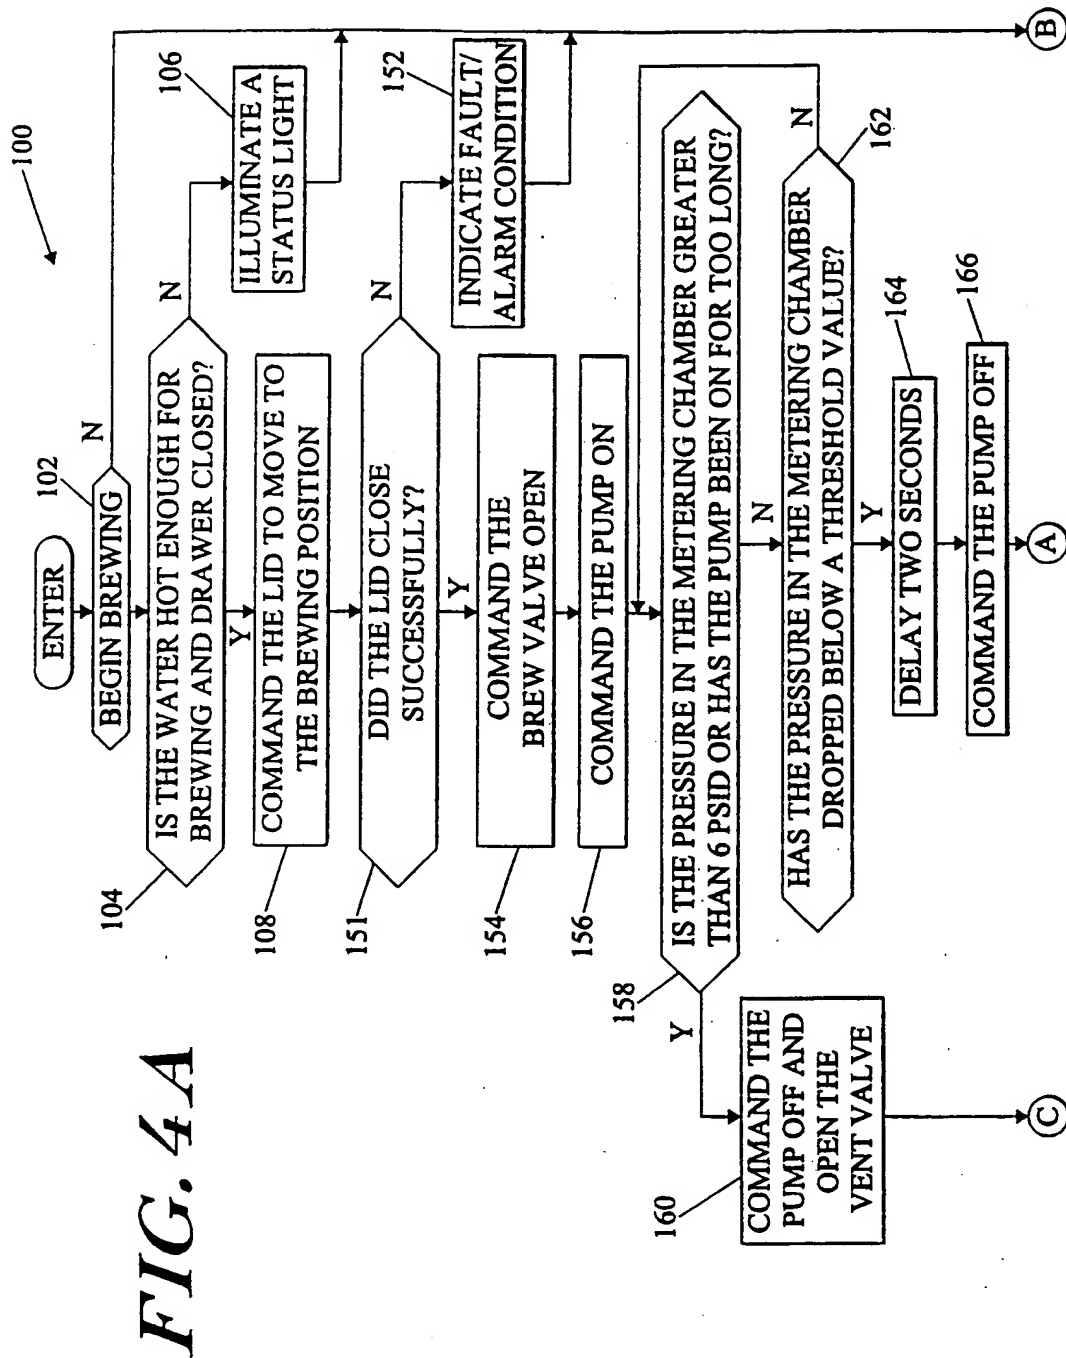 FIG. 4A
100
ENTER
102
BEGIN BREWING
N
104
IS THE WATER HOT ENOUGH FOR
BREWING AND DRAWER CLOSED?
N
Y
106
ILLUMINATE A
STATUS LIGHT
108
COMMAND THE LID TO MOVE TO
THE BREWING POSITION
151
DID THE LID CLOSE
SUCCESSFULLY?
N
Y
152
INDICATE FAULT/
ALARM CONDITION
154
COMMAND THE
BREW VALVE OPEN
156
COMMAND THE PUMP ON
158
IS THE PRESSURE IN THE METERING CHAMBER GREATER
THAN 6 PSID OR HAS THE PUMP BEEN ON FOR TOO LONG?
Y
N
160
COMMAND THE
PUMP OFF AND
OPEN THE
VENT VALVE
162
HAS THE PRESSURE IN THE METERING CHAMBER
DROPPED BELOW A THRESHOLD VALUE?
N
Y
164
DELAY TWO SECONDS
166
COMMAND THE PUMP OFF
C
A
B